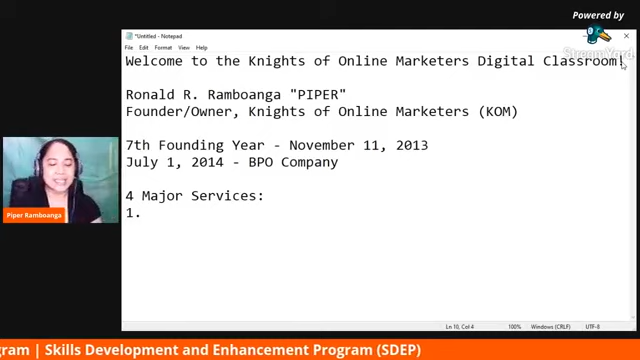 Powered by
StreamYard
*Untitled - Notepad
File Edit Format View Help
Welcome to the Knights of Online Marketers Digital Classroom!
Ronald R. Ramboanga "PIPER"
Founder/Owner, Knights of Online Marketers (KOM)
7th Founding Year - November 11, 2013
July 1, 2014 - BPO Company
4 Major Services:
1.
Piper Ramboanga
Ln 10, Col 4 100% Windows (CRLF) UTF-8
gram | Skills Development and Enhancement Program (SDEP)